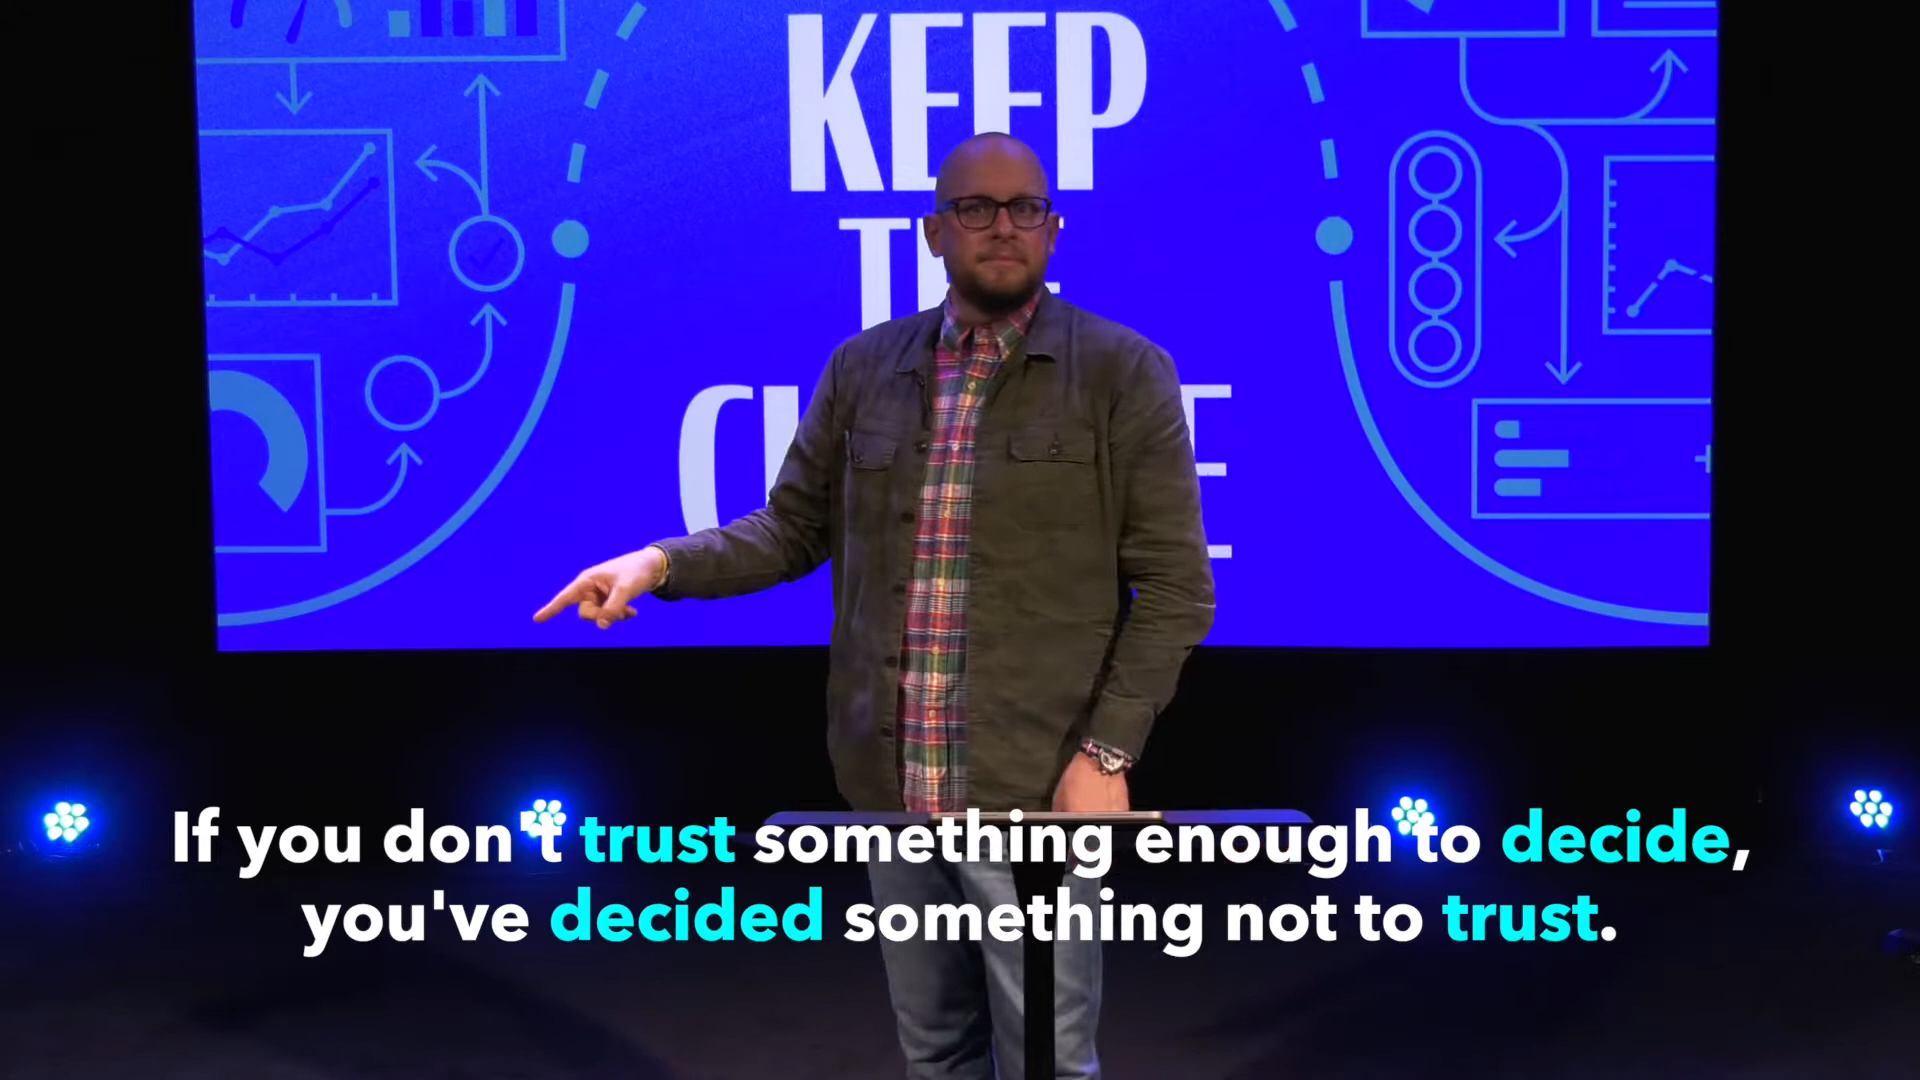 KEEP
If you don't trust something enough to decide,
you've decided something not to trust.